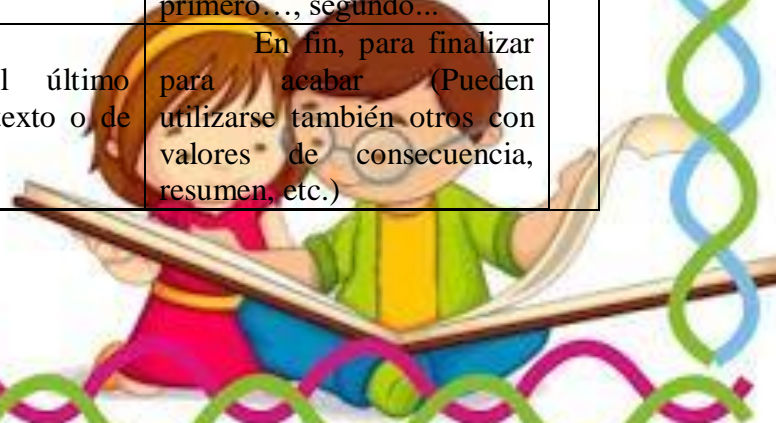 primero…, segundo...
En fin, para finalizar
l último para acabar (Pueden
texto o de utilizarse también otros con
valores de consecuencia,
resumen, etc.)